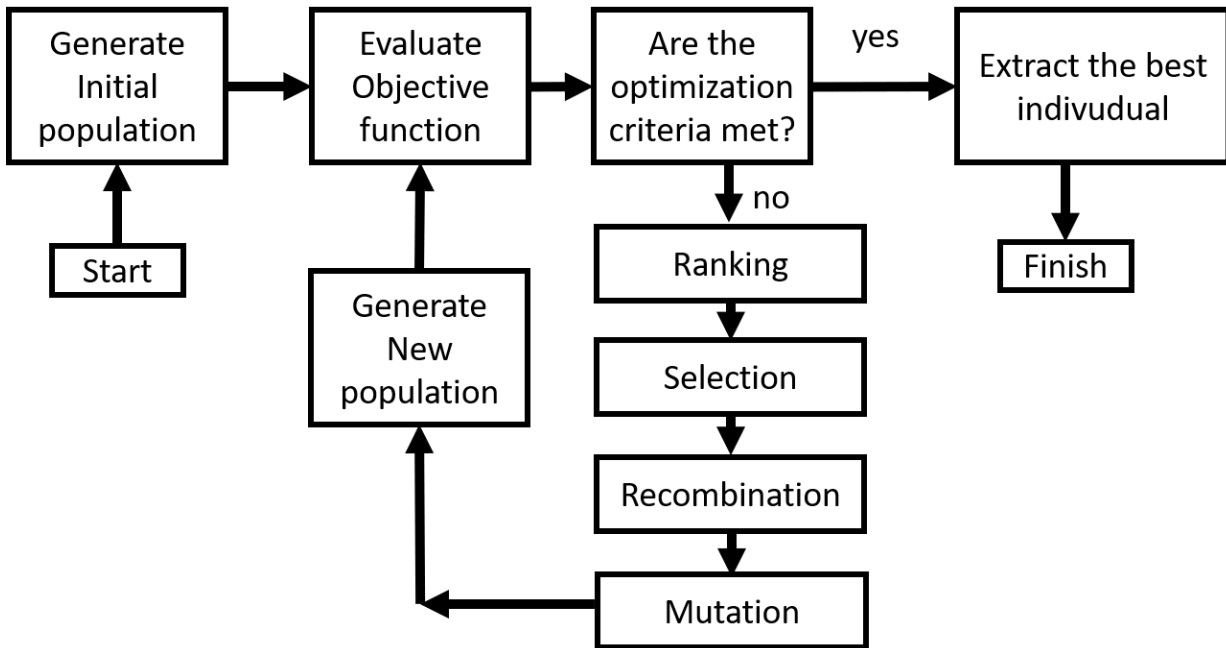 Generate
Initial
population
Evaluate
Objective
function
Are the
optimization
criteria met?
yes
Extract the best
indivudual
no
Start
Ranking
Finish
Generate
New
population
Selection
Recombination
Mutation